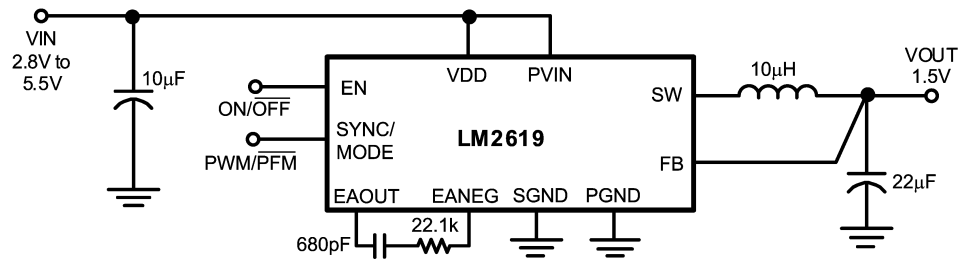 VIN
2.8V to
5.5V
10μF
VDD
PVIN
EN
ON/OFF
SYNC/
MODE
PWM/PFM
LM2619
SW
FB
10μH
VOUT
1.5V
22μF
EAOUT
EANEG
SGND
PGND
680pF
22.1k